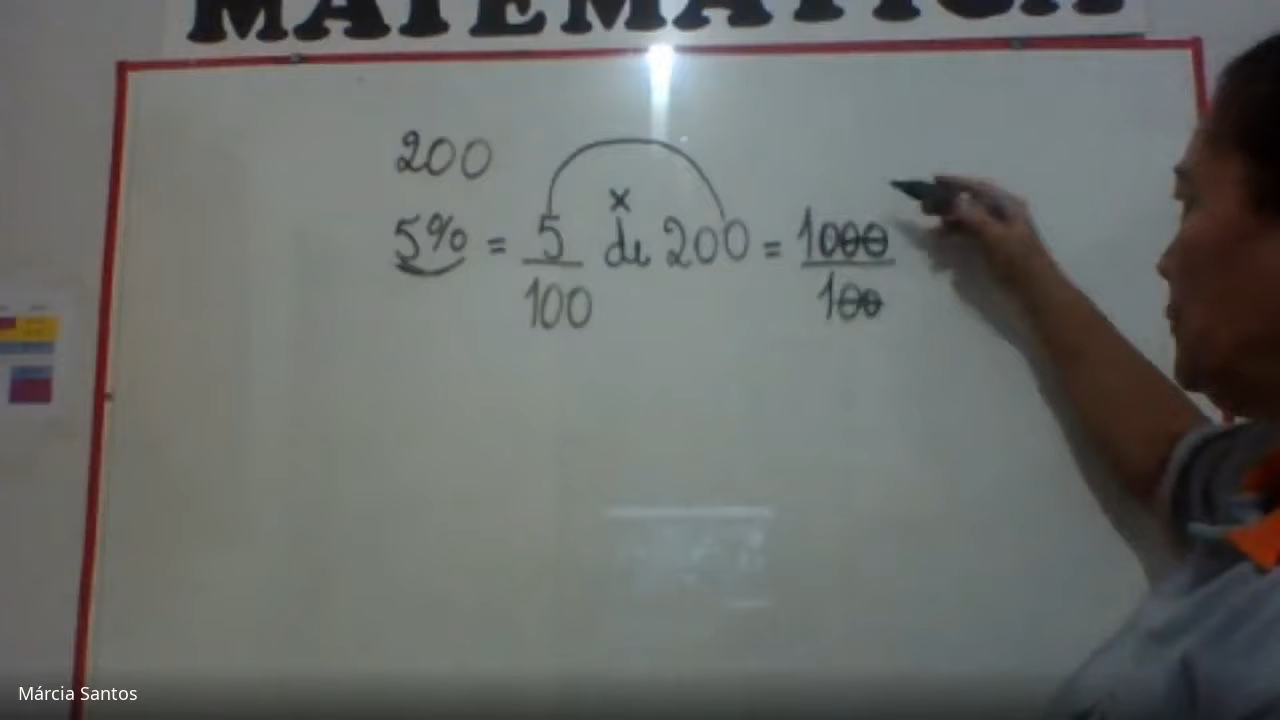 MATEMÁTICA
200
x
5% = 5/100 de 200 = 1000/100
Márcia Santos